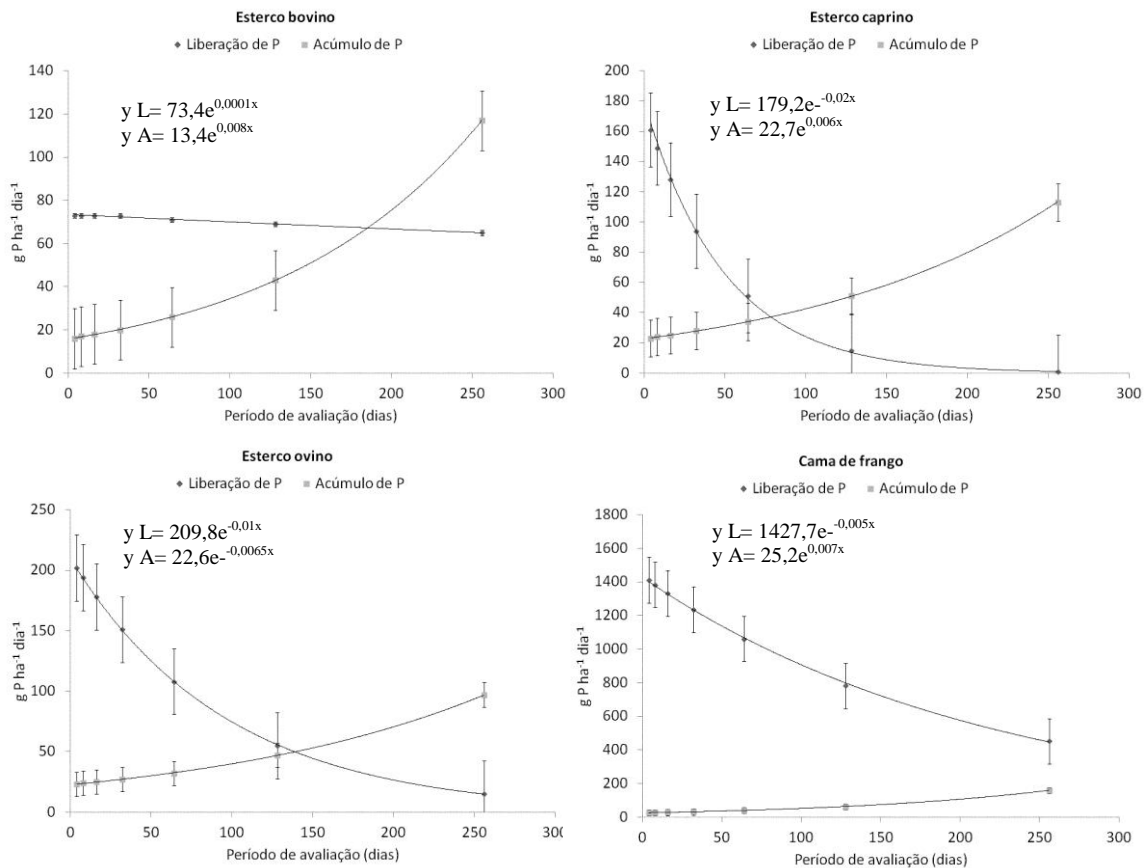 Esterco bovino
Liberação de P Acúmulo de P
y L= 73,4e0,0001x
y A= 13,4e0,008x
g P ha-1 dia-1
140
120
100
80
60
40
20
0
0 50 100 150 200 250 300
Período de avaliação (dias)
Esterco caprino
Liberação de P Acúmulo de P
y L= 179,2e--0,02x
y A= 22,7e0,006x
g P ha-1 dia-1
200
180
160
140
120
100
80
60
40
20
0
0 50 100 150 200 250 300
Período de avaliação (dias)
Esterco ovino
Liberação de P Acúmulo de P
y L= 209,8e-0,01x
y A= 22,6e--0,0065x
g P ha-1 dia-1
250
200
150
100
50
0
0 50 100 150 200 250 300
Período de avaliação (dias)
Cama de frango
Liberação de P Acúmulo de P
y L= 1427,7e--0,005x
y A= 25,2e0,007x
g P ha-1 dia-1
1800
1600
1400
1200
1000
800
600
400
200
0
0 50 100 150 200 250 300
Período de avaliação (dias)